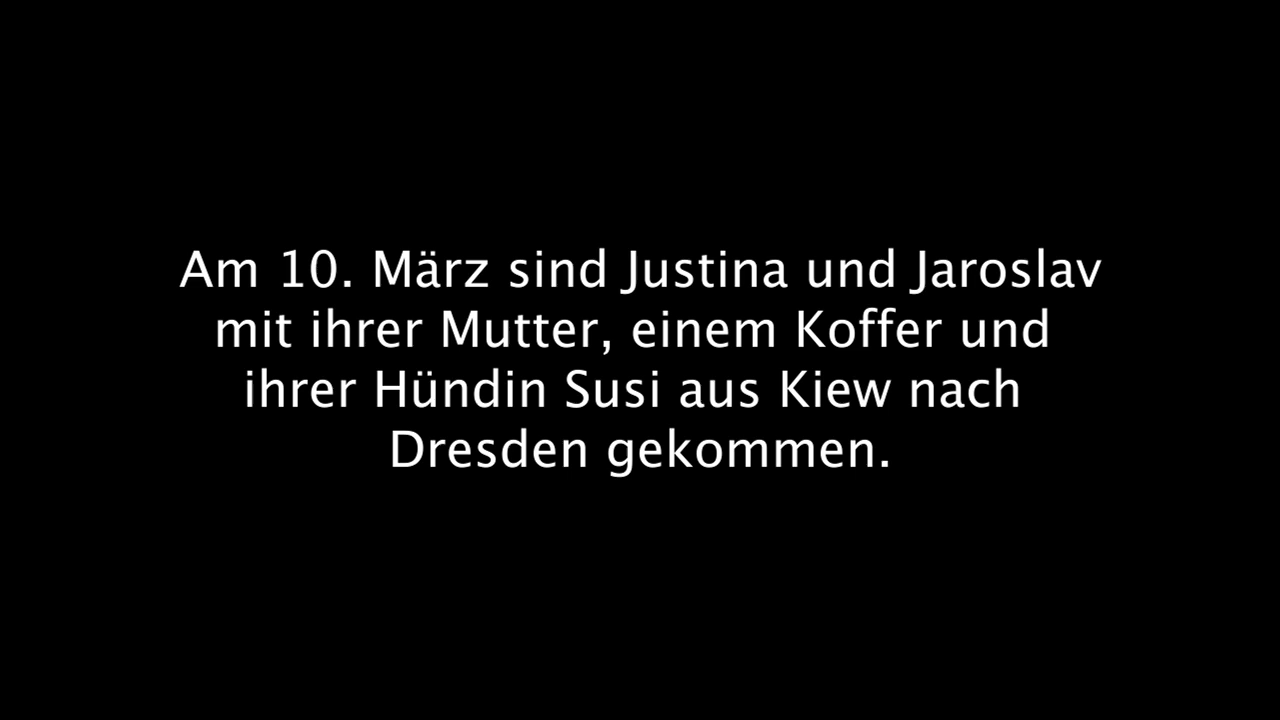 Am 10. März sind Justina und Jaroslav
mit ihrer Mutter, einem Koffer und
ihrer Hündin Susi aus Kiew nach
Dresden gekommen.